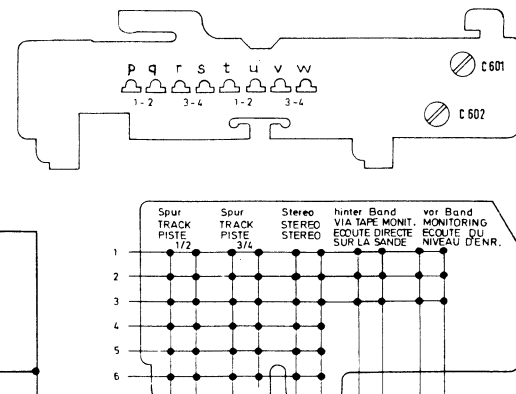 p q r s t u v w
1-2 3-4 1-2 3-4
C 601
C 602
Spur Spur Stereo hinter Band vor Band
TRACK TRACK STEREO VIA TAPE MONIT. MONITORING
PISTE PISTE STEREO ECOUTE DIRECTE ECOUTE DU
1/2 3/4 SUR LA SANDE NIVEAU D'ENR.
1
2
3
4
5
6